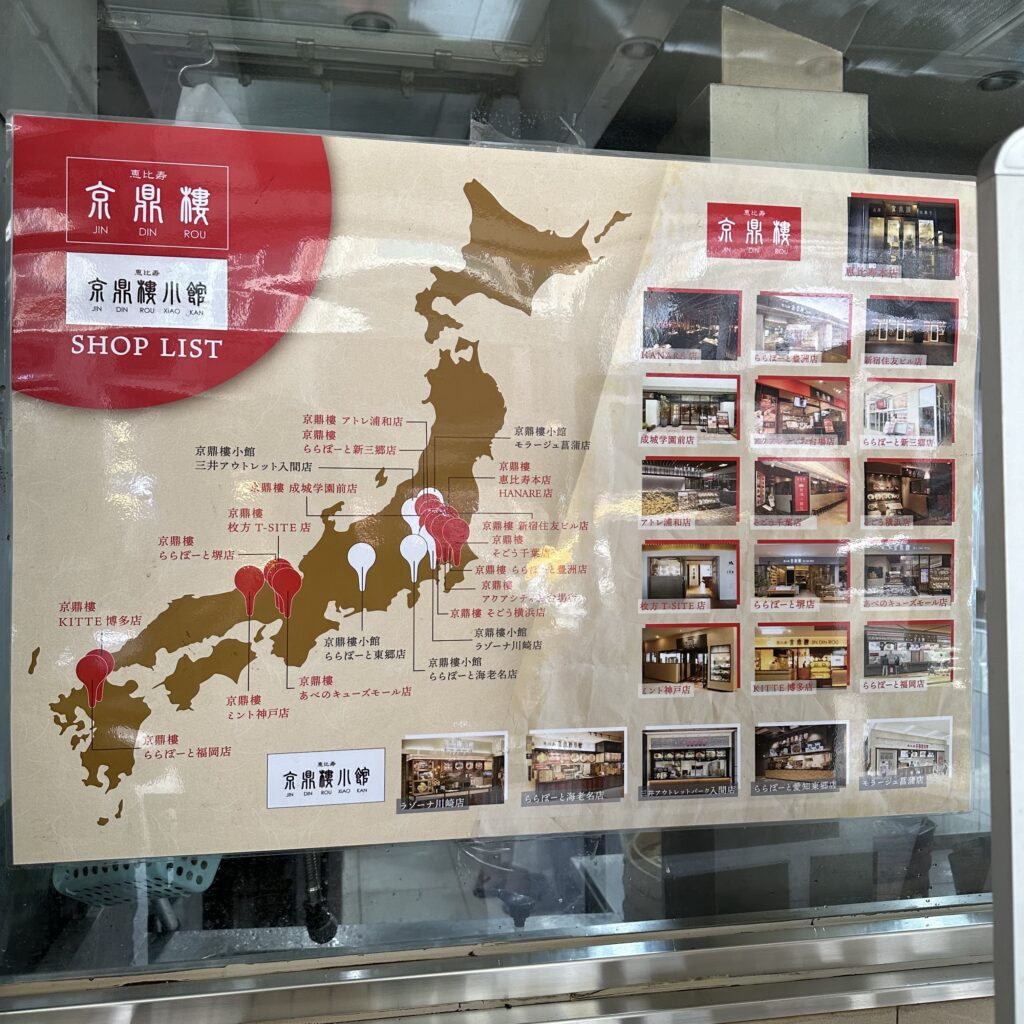 恵比寿
京鼎樓
JIN DIN ROU
恵比寿
京鼎樓小館
JIN DIN ROU XIAO KAN
SHOP LIST
京鼎樓 アトレ浦和店
京鼎樓
ららぽーと新三郷店
京鼎樓小館
三井アウトレット入間店
京鼎樓 成城学園前店
京鼎樓
枚方 T-SITE 店
京鼎樓
ららぽーと堺店
京鼎樓
KITTE 博多店
京鼎樓小館
モラージュ菖蒲店
京鼎樓
恵比寿本店
HANARE 店
京鼎樓 新宿住友ビル店
京鼎樓
そごう千葉店
京鼎樓 ららぽーと豊洲店
京鼎樓
アクアシティお台場店
京鼎樓 そごう横浜店
京鼎樓小館
ラゾーナ川崎店
京鼎樓小館
ららぽーと海老名店
京鼎樓小館
ららぽーと東郷店
京鼎樓
あべのキューズモール店
京鼎樓
ミント神戸店
京鼎樓
ららぽーと福岡店
恵比寿
京鼎樓
JIN DIN ROU
恵比寿本店
HANARE 店
ららぽーと豊洲店
新宿住友ビル店
成城学園前店
ららぽーと新三郷店
アトレ浦和店
そごう千葉店
そごう横浜店
枚方 T-SITE 店
ららぽーと堺店
あべのキューズモール店
ミント神戸店
KITTE 博多店
ららぽーと福岡店
恵比寿
京鼎樓小館
JIN DIN ROU XIAO KAN
ラゾーナ川崎店
ららぽーと海老名店
三井アウトレットパーク入間店
ららぽーと愛知東郷店
モラージュ菖蒲店